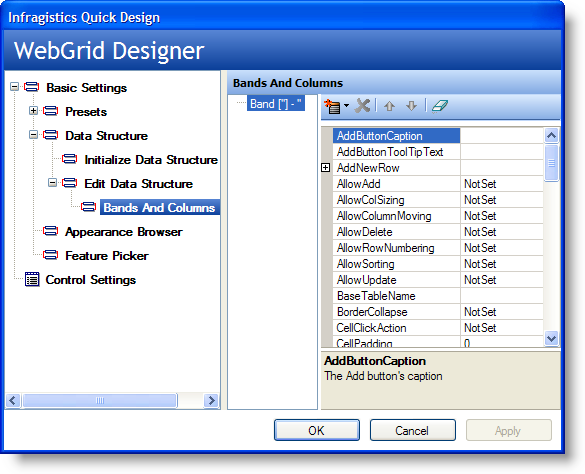 Infragistics Quick Design
WebGrid Designer
Basic Settings
Presets
Data Structure
Initialize Data Structure
Edit Data Structure
Bands And Columns
Appearance Browser
Feature Picker
Control Settings
Bands And Columns
Band ["] - "
AddButtonCaption
AddButtonToolTipText
AddNewRow
AllowAdd NotSet
AllowColSizing NotSet
AllowColumnMoving NotSet
AllowDelete NotSet
AllowRowNumbering NotSet
AllowSorting NotSet
AllowUpdate NotSet
BaseTableName
BorderCollapse NotSet
CellClickAction NotSet
CellPadding 0
AddButtonCaption
The Add button's caption
OK Cancel Apply